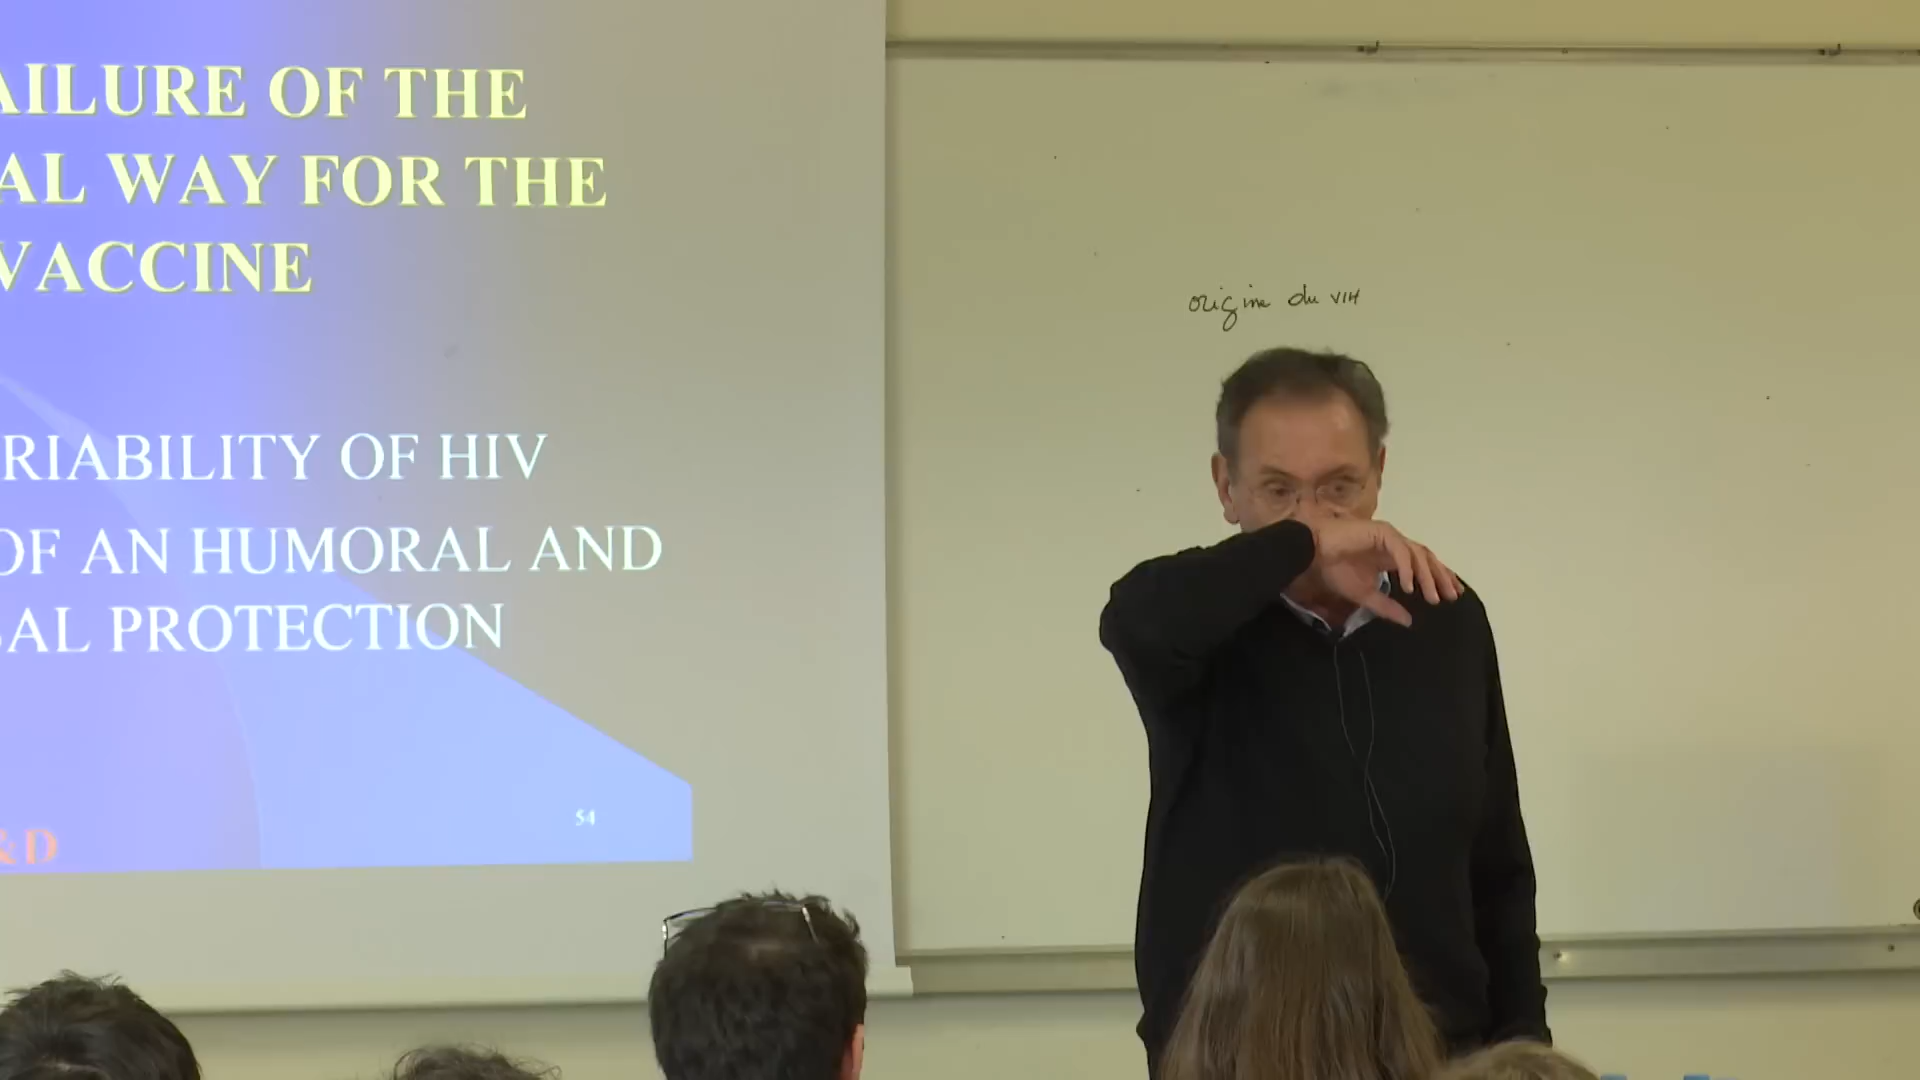 AILURE OF THE
AL WAY FOR THE
VACCINE
RIABILITY OF HIV
OF AN HUMORAL AND
SAL PROTECTION
54
& D
origine du VIH